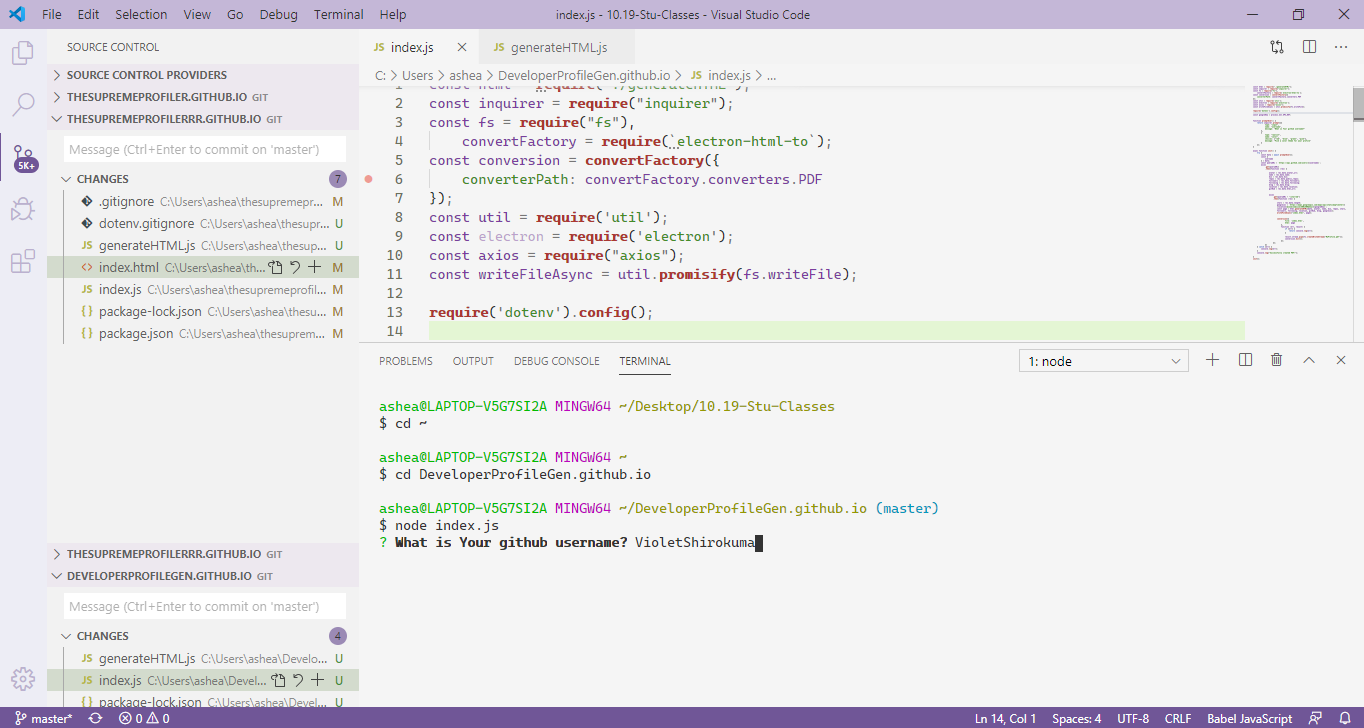 File Edit Selection View Go Debug Terminal Help index.js - 10.19-Stu-Classes - Visual Studio Code
SOURCE CONTROL
SOURCE CONTROL PROVIDERS
THESUPREMEPROFILER.GITHUB.IO GIT
THESUPREMEPROFILERRR.GITHUB.IO GIT
Message (Ctrl+Enter to commit on 'master')
CHANGES 7
.gitignore C:\Users\ashea\thesupremepr... M
dotenv.gitignore C:\Users\ashea\thesupr... U
JS generateHTML.js C:\Users\ashea\thesup... M
<> index.html C:\Users\ashea\th... M
JS index.js C:\Users\ashea\thesupremeprofil... M
{} package-lock.json C:\Users\ashea\thesu... M
{} package.json C:\Users\ashea\thesuprem... M
THESUPREMEPROFILERRR.GITHUB.IO GIT
DEVELOPERPROFILEGEN.GITHUB.IO GIT
Message (Ctrl+Enter to commit on 'master')
CHANGES 4
JS generateHTML.js C:\Users\ashea\Develo... U
JS index.js C:\Users\ashea\Devel... U
{} package-lock.json C:\Users\ashea\Devel... U
5K+
JS index.js JS generateHTML.js
C: > Users > ashea > DeveloperProfileGen.github.io > JS index.js > ...
1 const html = require("./generateHTML");
2 const inquirer = require("inquirer");
3 const fs = require("fs"),
4 convertFactory = require(`electron-html-to`);
5 const conversion = convertFactory({
6 converterPath: convertFactory.converters.PDF
7 });
8 const util = require('util');
9 const electron = require('electron');
10 const axios = require("axios");
11 const writeFileAsync = util.promisify(fs.writeFile);
12
13 require('dotenv').config();
14
PROBLEMS OUTPUT DEBUG CONSOLE TERMINAL 1: node
ashea@LAPTOP-V5G7SI2A MINGW64 ~/Desktop/10.19-Stu-Classes
$ cd ~
ashea@LAPTOP-V5G7SI2A MINGW64 ~
$ cd DeveloperProfileGen.github.io
ashea@LAPTOP-V5G7SI2A MINGW64 ~/DeveloperProfileGen.github.io (master)
$ node index.js
? What is Your github username? VioletShirokuma
master* 0 0 Ln 14, Col 1 Spaces: 4 UTF-8 CRLF Babel JavaScript